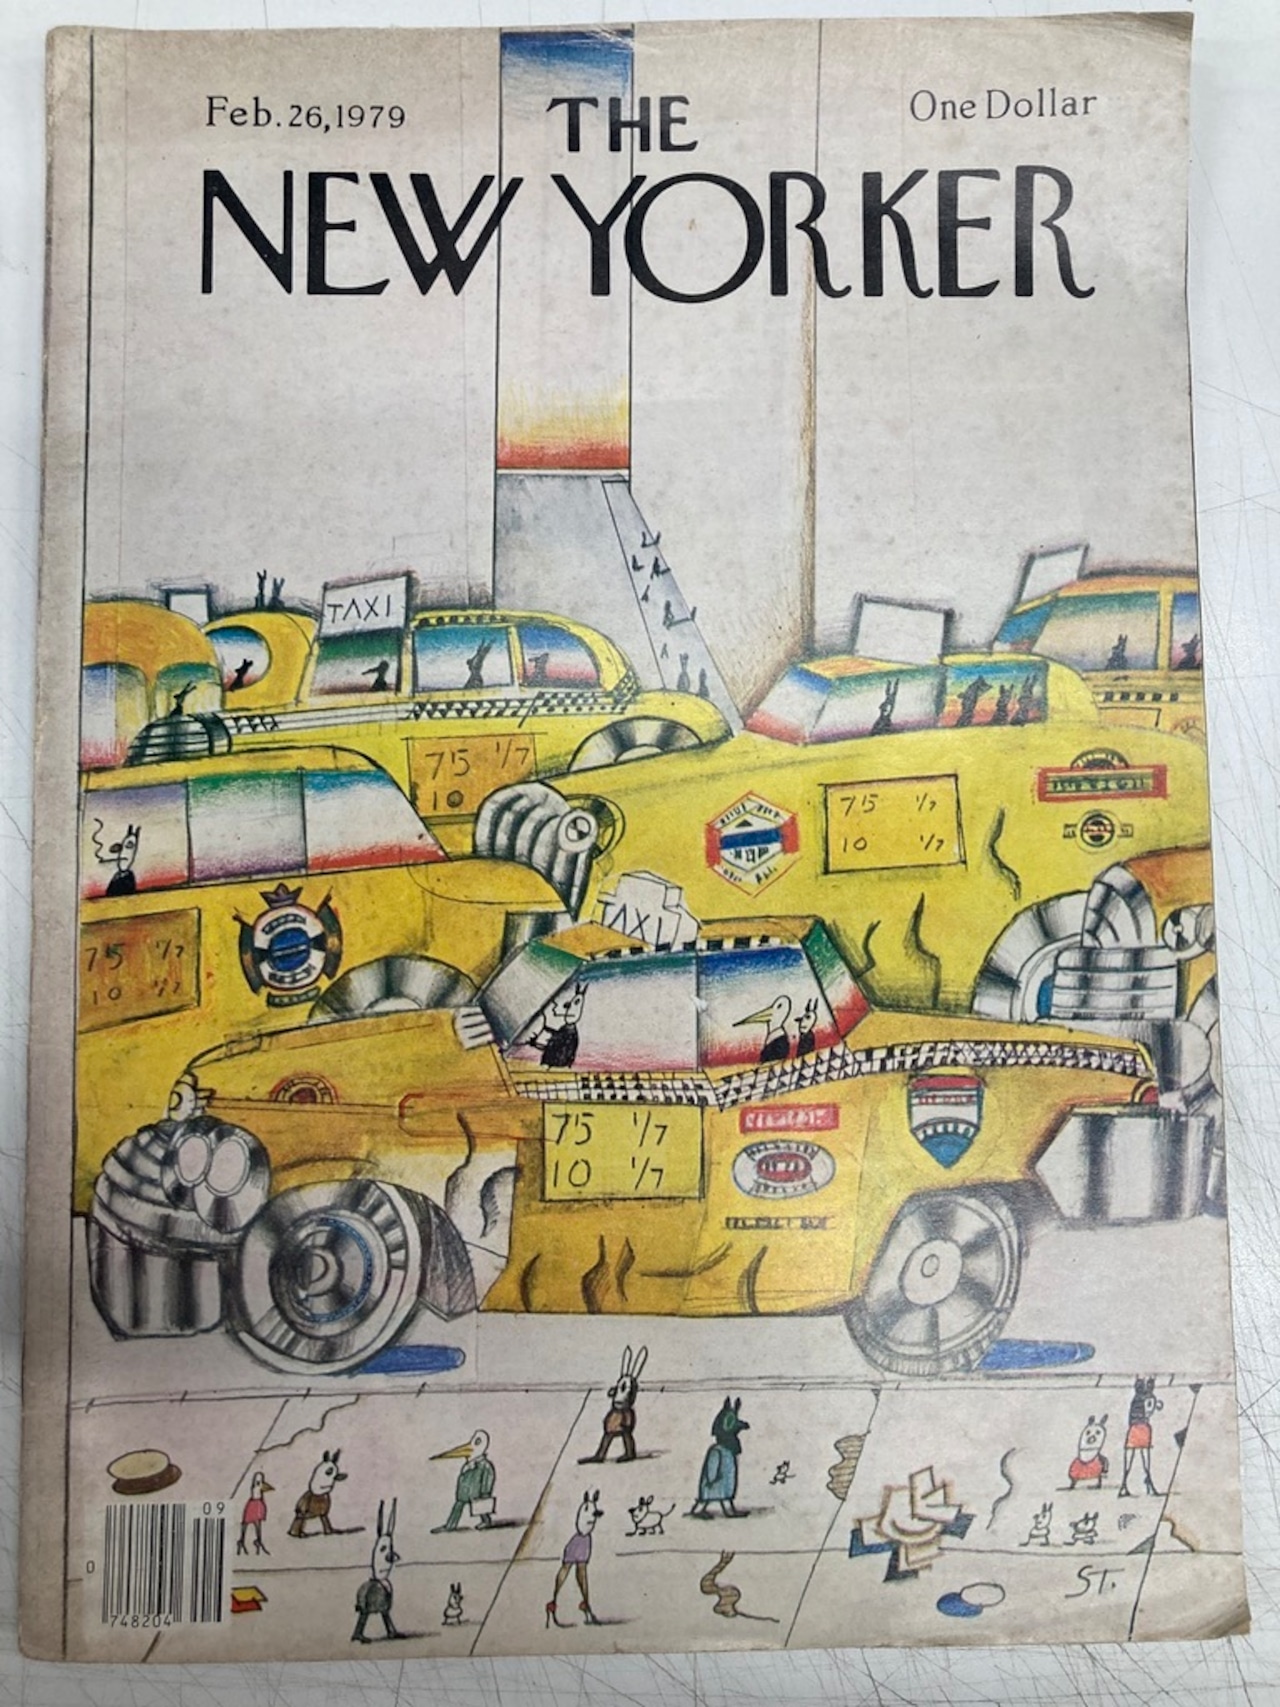 Feb. 26, 1979
THE
One Dollar
NEW YORKER
TAXI
75 1/7
10
75 1/7
10 1/7
75 1/7
10 1/7
TAXI
75 1/7
10 1/7
09
0
748204
ST.